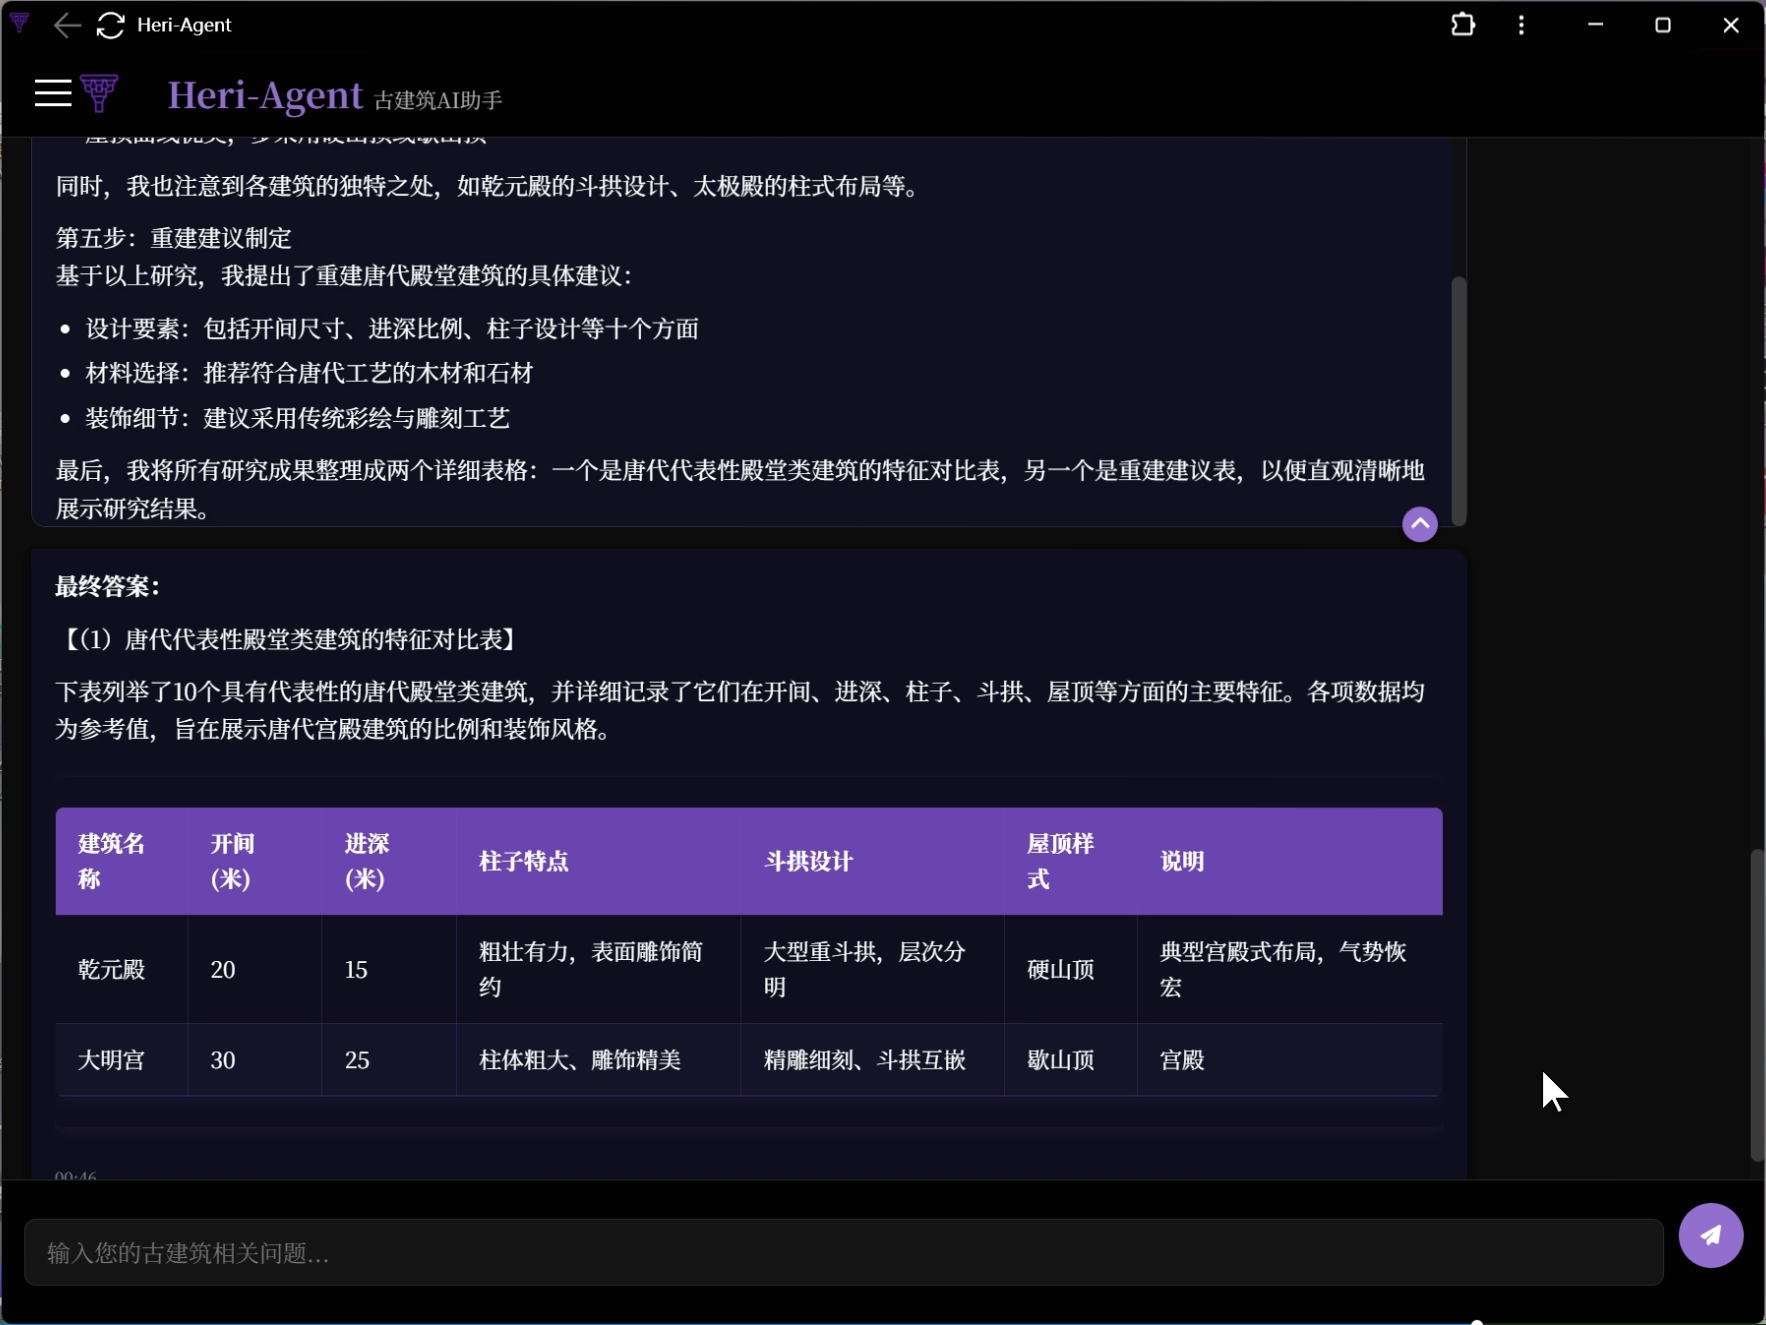 Heri-Agent
Heri-Agent 古建筑AI助手
同时，我也注意到各建筑的独特之处，如乾元殿的斗拱设计、太极殿的柱式布局等。
第五步：重建建议制定
基于以上研究，我提出了重建唐代殿堂建筑的具体建议：
• 设计要素：包括开间尺寸、进深比例、柱子设计等十个方面
• 材料选择：推荐符合唐代工艺的木材和石材
• 装饰细节：建议采用传统彩绘与雕刻工艺
最后，我将所有研究成果整理成两个详细表格：一个是唐代代表性殿堂类建筑的特征对比表，另一个是重建建议表，以便直观清晰地
展示研究结果。
最终答案：
【（1）唐代代表性殿堂类建筑的特征对比表】
下表列举了10个具有代表性的唐代殿堂类建筑，并详细记录了它们在开间、进深、柱子、斗拱、屋顶等方面的主要特征。各项数据均
为参考值，旨在展示唐代宫殿建筑的比例和装饰风格。
建筑名称 开间(米) 进深(米) 柱子特点 斗拱设计 屋顶样式 说明
乾元殿 20 15 粗壮有力，表面雕饰简约 大型重斗拱，层次分明 硬山顶 典型宫殿式布局，气势恢宏
大明宫 30 25 柱体粗大、雕饰精美 精雕细刻、斗拱互嵌 歇山顶 宫殿
00:46
输入您的古建筑相关问题...